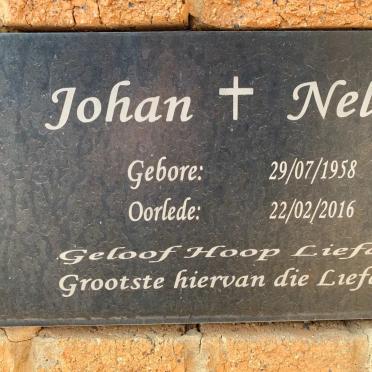 Johan † Nel
Gebore: 29/07/1958
Oorlede: 22/02/2016
Geloof Hoop
Grootste hiervan die